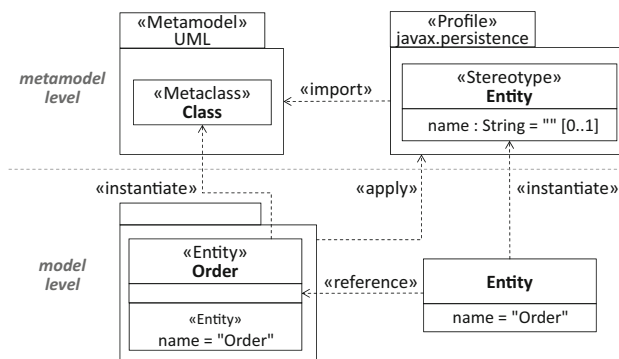 «Metamodel»
UML
«Profile»
javax.persistence
metamodel
level
«Metaclass»
Class
«import»
«Stereotype»
Entity
name : String = "" [0..1]
«instantiate»
«apply»
«instantiate»
model
level
«Entity»
Order
«Entity»
name = "Order"
«reference»
Entity
name = "Order"